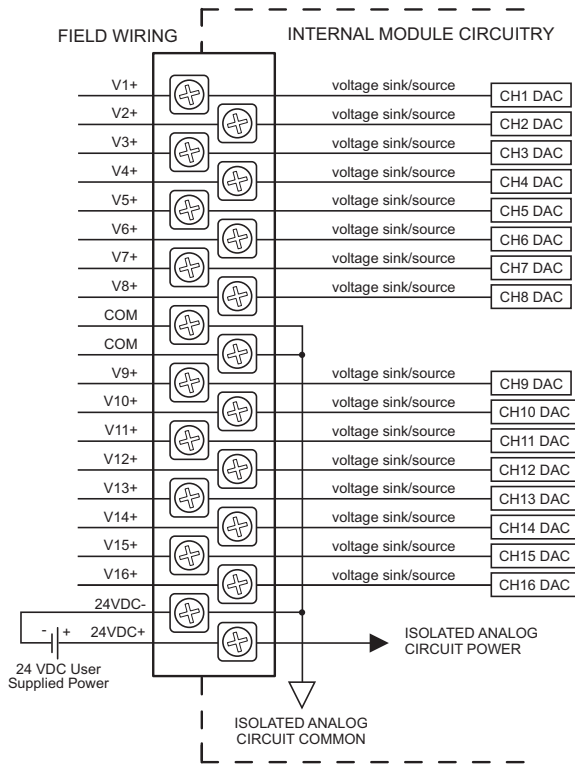 FIELD WIRING
INTERNAL MODULE CIRCUITRY
V1+ voltage sink/source CH1 DAC
V2+ voltage sink/source CH2 DAC
V3+ voltage sink/source CH3 DAC
V4+ voltage sink/source CH4 DAC
V5+ voltage sink/source CH5 DAC
V6+ voltage sink/source CH6 DAC
V7+ voltage sink/source CH7 DAC
V8+ voltage sink/source CH8 DAC
COM
COM
V9+ voltage sink/source CH9 DAC
V10+ voltage sink/source CH10 DAC
V11+ voltage sink/source CH11 DAC
V12+ voltage sink/source CH12 DAC
V13+ voltage sink/source CH13 DAC
V14+ voltage sink/source CH14 DAC
V15+ voltage sink/source CH15 DAC
V16+ voltage sink/source CH16 DAC
24VDC-
- + 24VDC+
ISOLATED ANALOG
CIRCUIT POWER
24 VDC User
Supplied Power
ISOLATED ANALOG
CIRCUIT COMMON